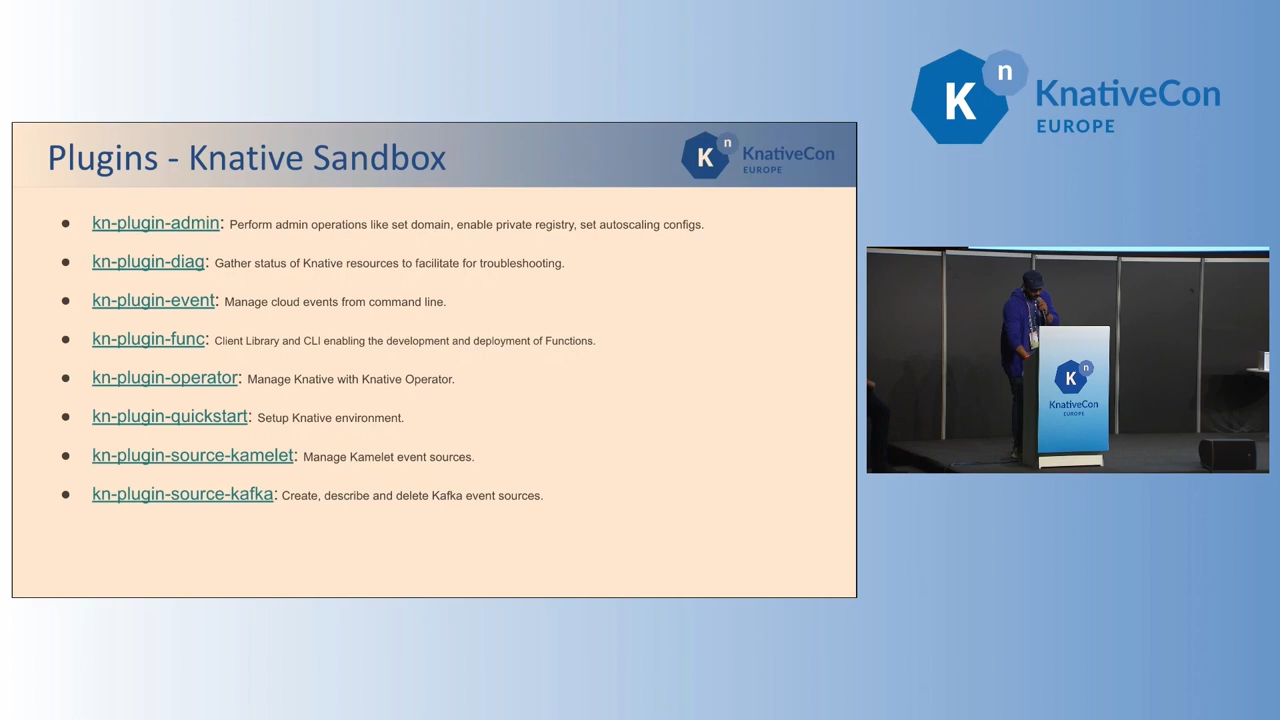 Plugins - Knative Sandbox
K n KnativeCon
EUROPE
● kn-plugin-admin: Perform admin operations like set domain, enable private registry, set autoscaling configs.
● kn-plugin-diag: Gather status of Knative resources to facilitate for troubleshooting.
● kn-plugin-event: Manage cloud events from command line.
● kn-plugin-func: Client Library and CLI enabling the development and deployment of Functions.
● kn-plugin-operator: Manage Knative with Knative Operator.
● kn-plugin-quickstart: Setup Knative environment.
● kn-plugin-source-kamelet: Manage Kamelet event sources.
● kn-plugin-source-kafka: Create, describe and delete Kafka event sources.
K n KnativeCon
EUROPE
K n
KnativeCon
EUROPE